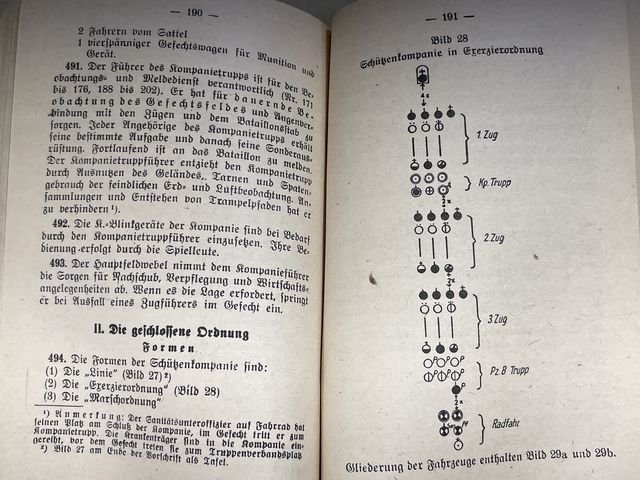 — 190 —
2 Fahrern vom Sattel
1 vierspänniger Gefechtswagen für Munition und
Gerät.
491. Der Führer des Kompanietrupps ist für den Be-
obachtungs- und Meldedienst verantwortlich (Nr. 171
bis 176, 188 bis 202). Er hat für dauernde Be-
obachtung des Gefechtsfeldes und Augenver-
bindung mit den Zügen und dem Bataillonsstab zu
sorgen. Jeder Angehörige des Kompanietrupps erhält
seine bestimmte Aufgabe und danach seine Sonderaus-
rüstung. Fortlaufend ist an das Bataillon zu melden.
Der Kompanietruppführer entzieht den Kompanietrupp
durch Ausnutzen des Geländes, Tarnen und Spaten-
gebrauch der feindlichen Erd- und Luftbeobachtung. An-
sammlungen und Entstehen von Trampelpfaden hat er
zu verhindern¹).
492. Die K.-Blinkgeräte der Kompanie sind bei Bedarf
durch den Kompanietruppführer einzusetzen. Ihre Be-
dienung erfolgt durch die Spielleute.
493. Der Hauptfeldwebel nimmt dem Kompanieführer
die Sorgen für Nachschub, Verpflegung und Wirtschafts-
angelegenheiten ab. Wenn es die Lage erfordert, springt
er bei Ausfall eines Zugführers im Gefecht ein.
II. Die geschlossene Ordnung
Formen
494. Die Formen der Schützenkompanie sind:
(1) Die „Linie“ (Bild 27)²)
(2) Die „Exerzierordnung“ (Bild 28)
(3) Die „Marschordnung“
¹) Anmerkung: Der Sanitätsunteroffizier auf Fahrrad hat
seinen Platz am Schluß der Kompanie, im Gefecht tritt er zum
Kompanietrupp. Die Krankenträger sind in die Kompanie ein-
gereiht, vor dem Gefecht treten sie zum Truppenverbandsplatz
²) Bild 27 am Ende der Vorschrift als Tafel.
— 191 —
Bild 28
Schützenkompanie in Exerzierordnung
4x
1. Zug
Kp. Trupp
2x
2. Zug
2x
3. Zug
Pz. B Trupp
2x
Radfahr.
Gliederung der Fahrzeuge enthalten Bild 29a und 29b.